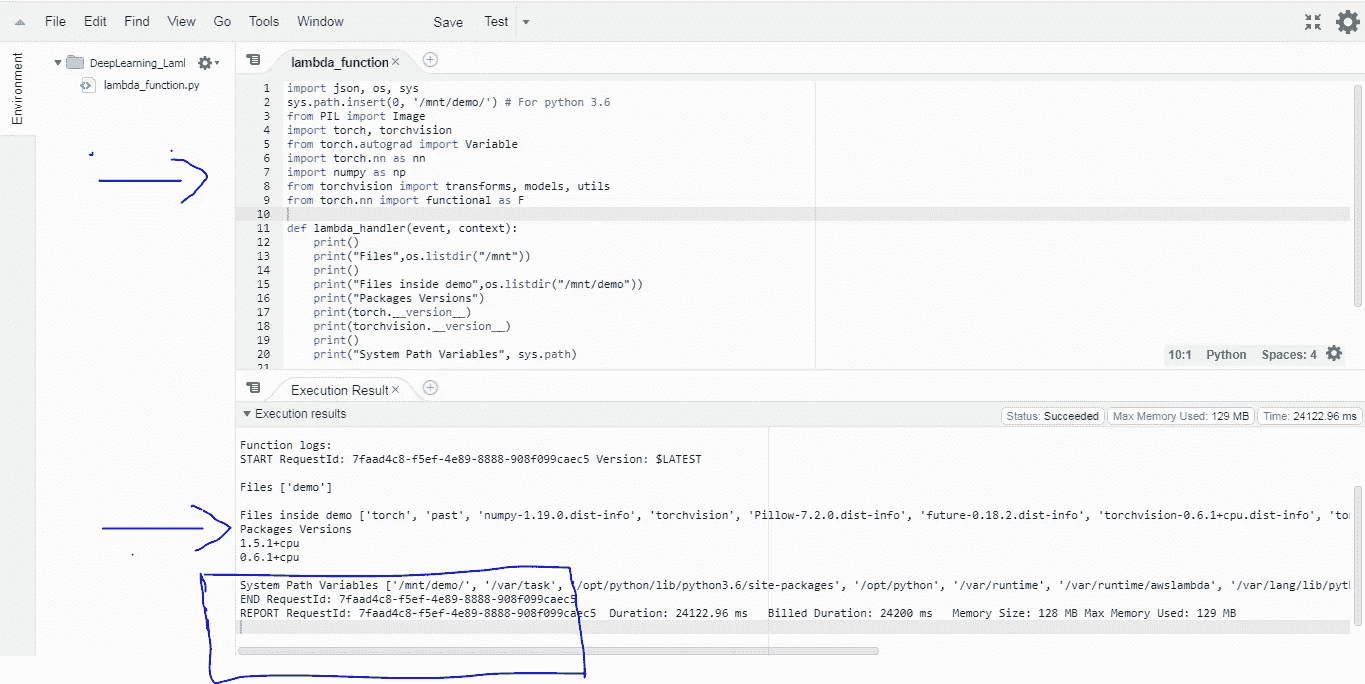 File Edit Find View Go Tools Window Save Test
Environment
DeepLearning_Laml
lambda_function.py
lambda_function
1 import json, os, sys
2 sys.path.insert(0, '/mnt/demo/') # For python 3.6
3 from PIL import Image
4 import torch, torchvision
5 from torch.autograd import Variable
6 import torch.nn as nn
7 import numpy as np
8 from torchvision import transforms, models, utils
9 from torch.nn import functional as F
10
11 def lambda_handler(event, context):
12 print()
13 print("Files",os.listdir("/mnt"))
14 print()
15 print("Files inside demo",os.listdir("/mnt/demo"))
16 print("Packages Versions")
17 print(torch.__version__)
18 print(torchvision.__version__)
19 print()
20 print("System Path Variables", sys.path)
21
10:1 Python Spaces: 4
Execution Result
Execution results
Status: Succeeded Max Memory Used: 129 MB Time: 24122.96 ms
Function logs:
START RequestId: 7faad4c8-f5ef-4e89-8888-908f099caec5 Version: $LATEST
Files ['demo']
Files inside demo ['torch', 'past', 'numpy-1.19.0.dist-info', 'torchvision', 'Pillow-7.2.0.dist-info', 'future-0.18.2.dist-info', 'torchvision-0.6.1+cpu.dist-info', 'to
Packages Versions
1.5.1+cpu
0.6.1+cpu
System Path Variables ['/mnt/demo/', '/var/task', '/opt/python/lib/python3.6/site-packages', '/opt/python', '/var/runtime', '/var/runtime/awslambda', '/var/lang/lib/pyt
END RequestId: 7faad4c8-f5ef-4e89-8888-908f099caec5
REPORT RequestId: 7faad4c8-f5ef-4e89-8888-908f099caec5 Duration: 24122.96 ms Billed Duration: 24200 ms Memory Size: 128 MB Max Memory Used: 129 MB